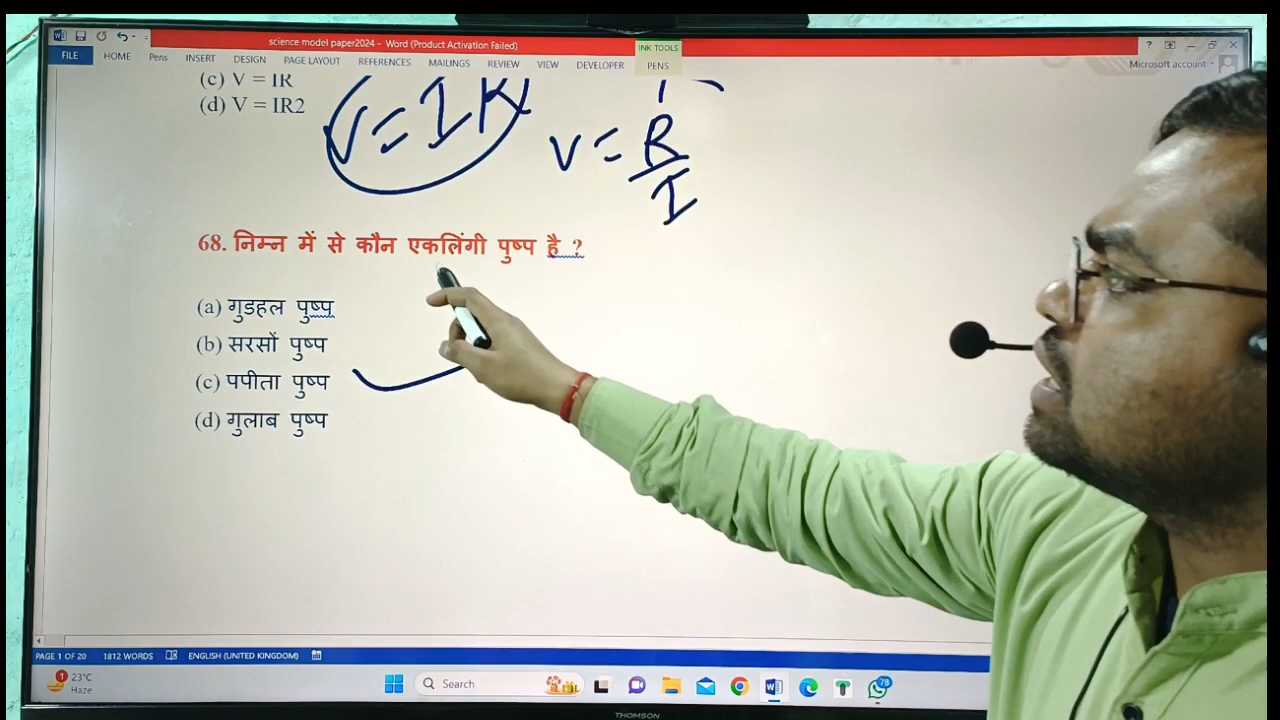 science model paper2024 - Word (Product Activation Failed)
INK TOOLS
FILE HOME Pens INSERT DESIGN PAGE LAYOUT REFERENCES MAILINGS REVIEW VIEW DEVELOPER PENS
Microsoft account
(c) V = IR
(d) V = IR2
V = IR
V = R
I
68. निम्न में से कौन एकलिंगी पुष्प है ?
(a) गुडहल पुष्प
(b) सरसों पुष्प
(c) पपीता पुष्प
(d) गुलाब पुष्प
PAGE 1 OF 20 1812 WORDS ENGLISH (UNITED KINGDOM)
1
23°C
Haze
Search
78
THOMSON